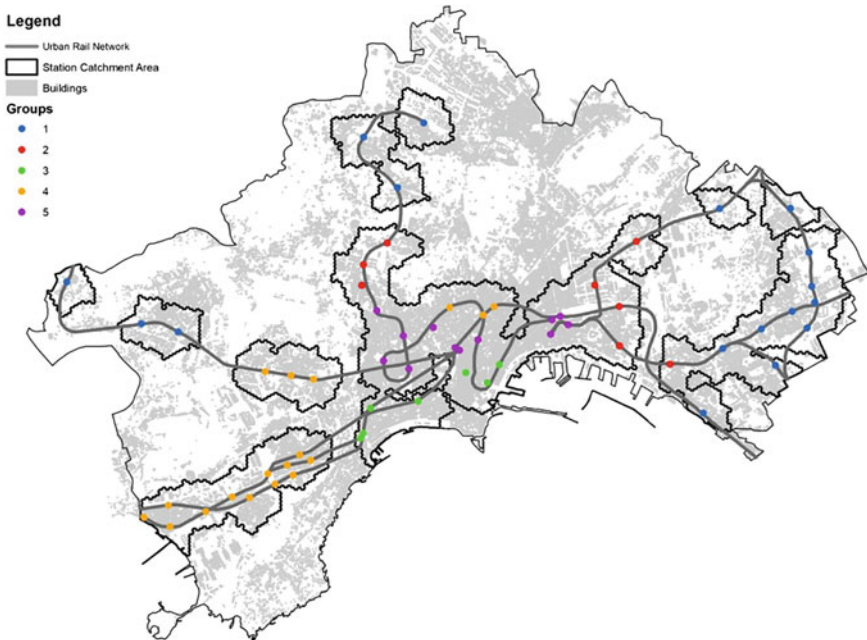 Legend
Urban Rail Network
Station Catchment Area
Buildings
Groups
1
2
3
4
5